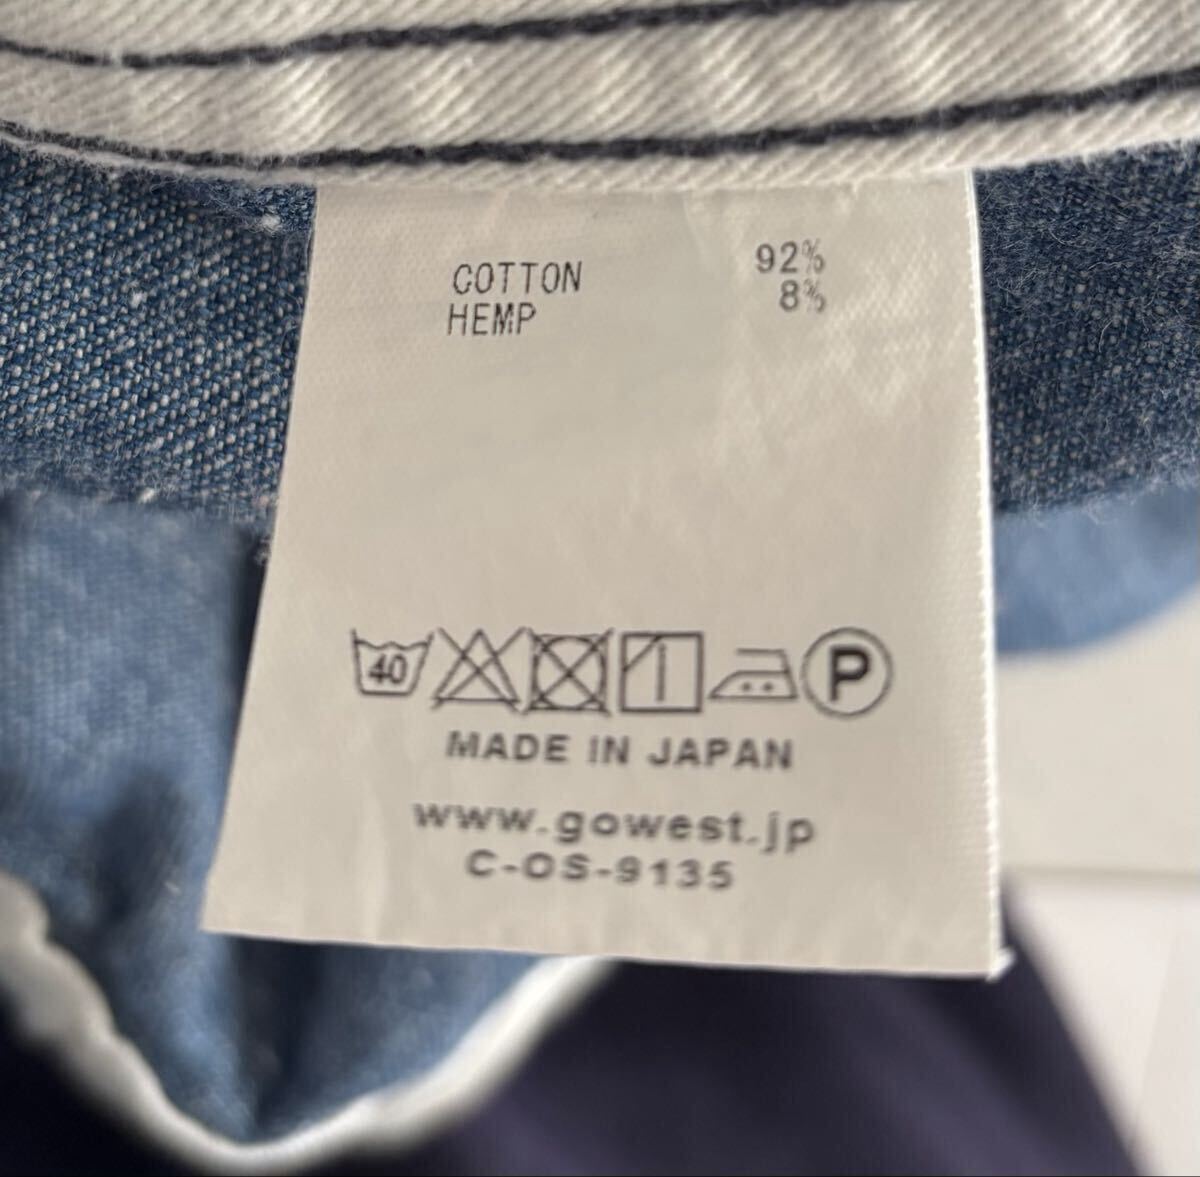 COTTON 92%
HEMP 8%
40 P
MADE IN JAPAN
www.gowest.jp
C-OS-9135